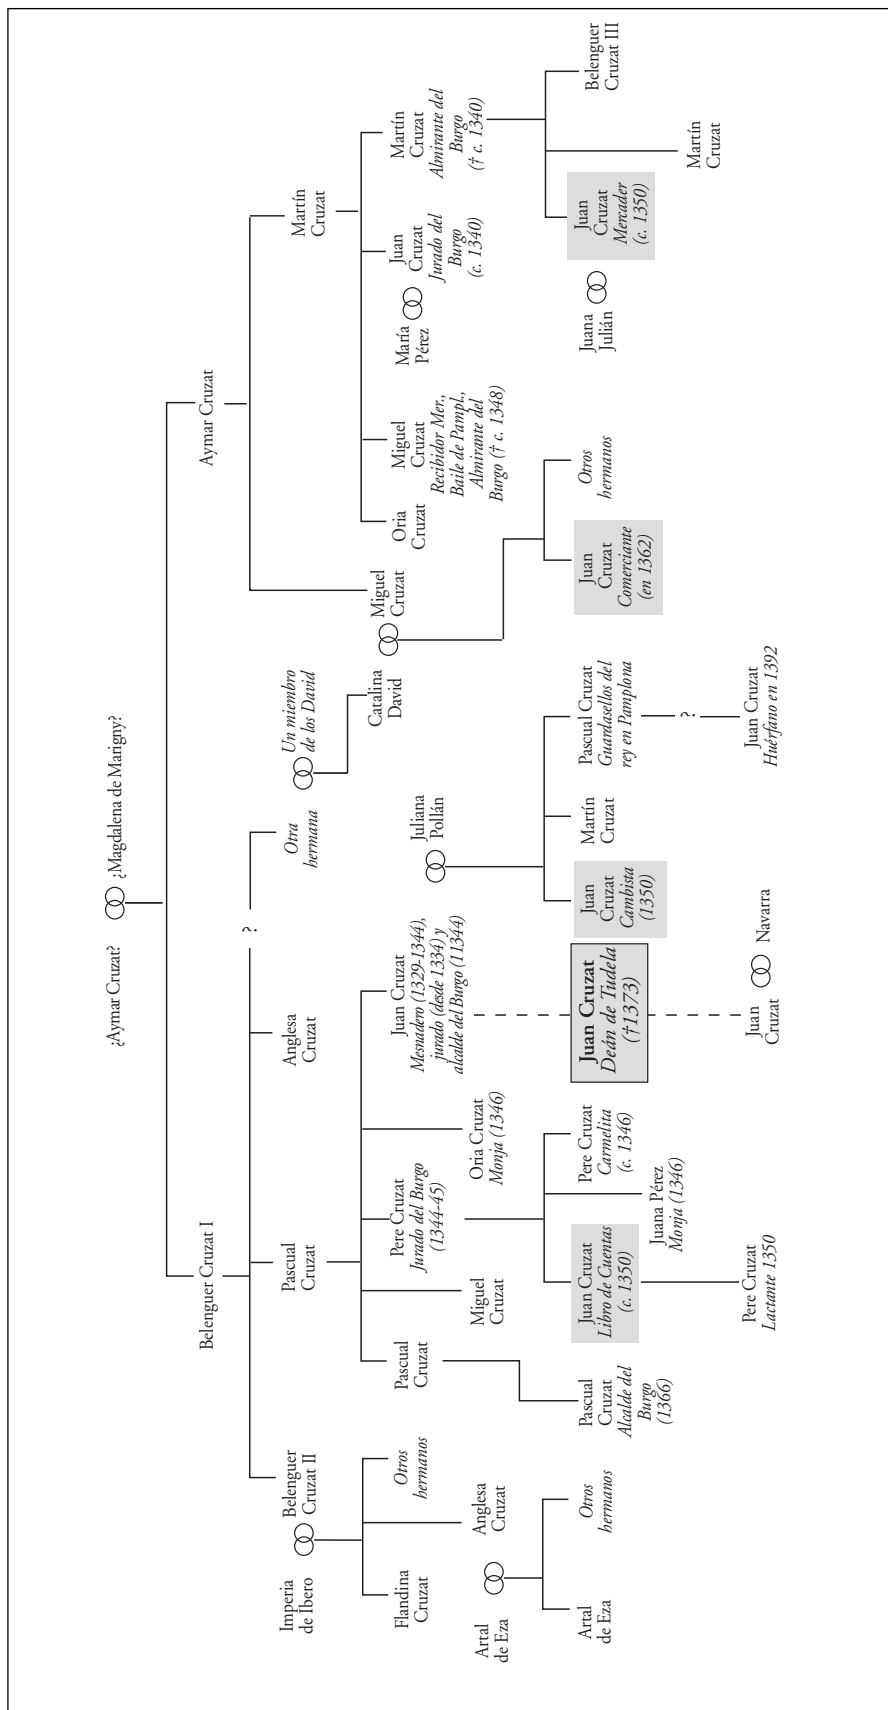 ¿Aymar Cruzat?
¿Magdalena de Marigny?
Belenguer Cruzat I
Aymar Cruzat
Imperia
de Ibero
Belenguer
Cruzat II
Pascual
Cruzat
Anglesa
Cruzat
?
Otra
hermana
Un miembro
de los David
Miguel
Cruzat
Martín
Cruzat
Flandina
Cruzat
Anglesa
Cruzat
Otros
hermanos
Pascual
Cruzat
Miguel
Cruzat
Pere Cruzat
Jurado del Burgo
(1344-45)
Oria Cruzat
Monja (1346)
Juan Cruzat
Mesnadero (1329-1344),
jurado (desde 1334) y
alcalde del Burgo (11344)
Juliana
Pollán
Catalina
David
Oria
Cruzat
Miguel
Cruzat
Recibidor Mer.,
Baile de Pampl.,
Almirante del
Burgo († c. 1348)
María
Pérez
Juan
Cruzat
Jurado del
Burgo
(c. 1340)
Martín
Cruzat
Almirante del
Burgo
(† c. 1340)
Artal
de Eza
Artal
de Eza
Otros
hermanos
Pascual
Cruzat
Alcalde del
Burgo
(1366)
Juan Cruzat
Libro de Cuentas
(c. 1350)
Juana Pérez
Monja (1346)
Pere Cruzat
Carmelita
(c. 1346)
Juan Cruzat
Deán de Tudela
(†1373)
Juan
Cruzat
Cambista
(1350)
Martín
Cruzat
Pascual Cruzat
Guardasellos del
rey en Pamplona
Juan
Cruzat
Comerciante
(en 1362)
Otros
hermanos
Juana
Julián
Juan
Cruzat
Mercader
(c. 1350)
Martín
Cruzat
Belenguer
Cruzat III
Pere Cruzat
Lactante 1350
Juan
Cruzat
Navarra
?
Juan Cruzat
Huérfano en 1392